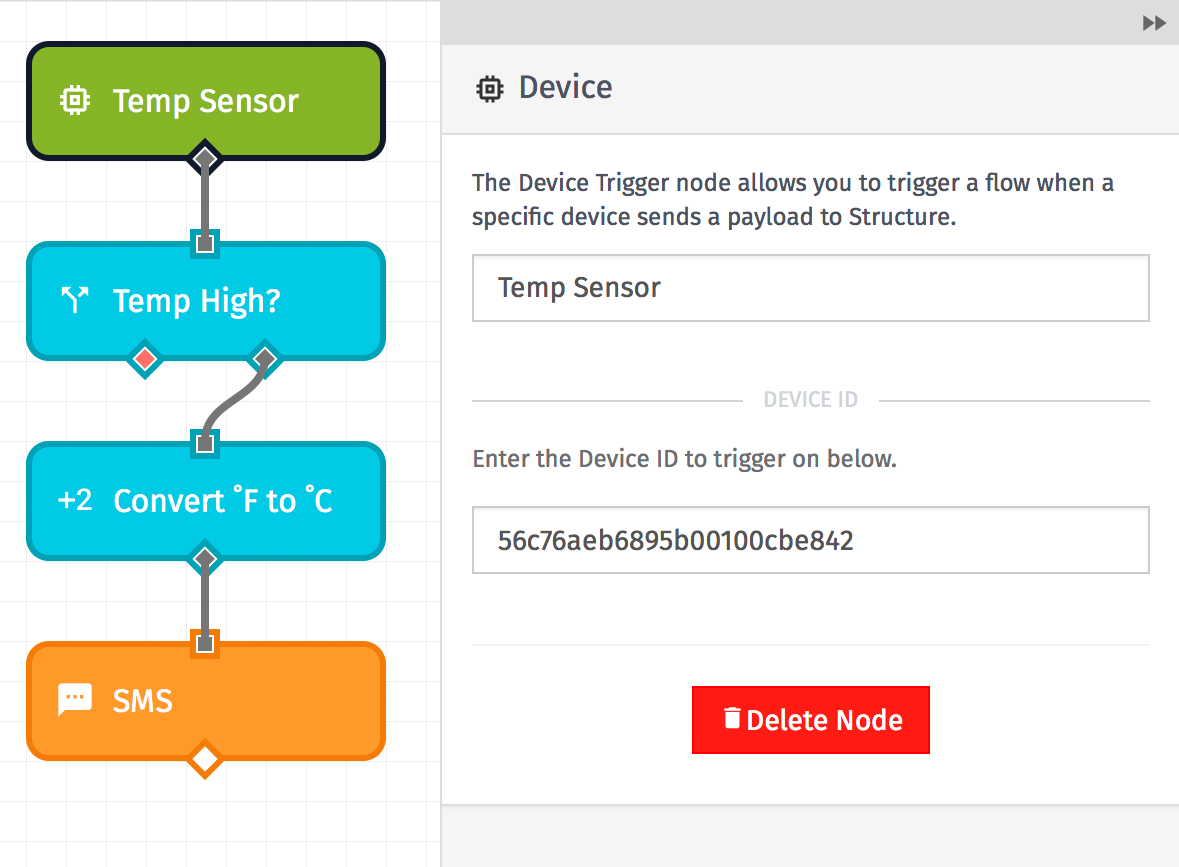 Temp Sensor
Temp High?
+2 Convert ˚F to ˚C
SMS
Device
The Device Trigger node allows you to trigger a flow when a
specific device sends a payload to Structure.
Temp Sensor
DEVICE ID
Enter the Device ID to trigger on below.
56c76aeb6895b00100cbe842
Delete Node